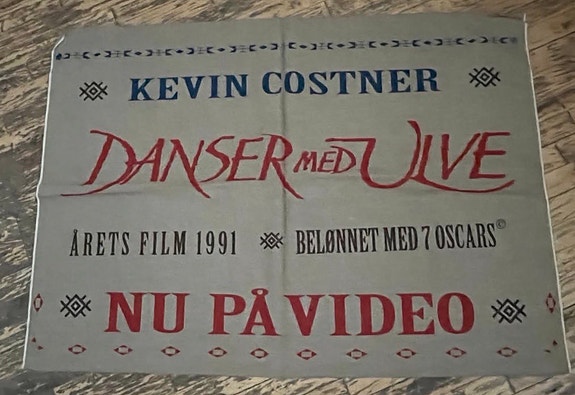 KEVIN COSTNER
DANSER MED ULVE
ÅRETS FILM 1991 BELØNNET MED 7 OSCARS©
NU PÅ VIDEO